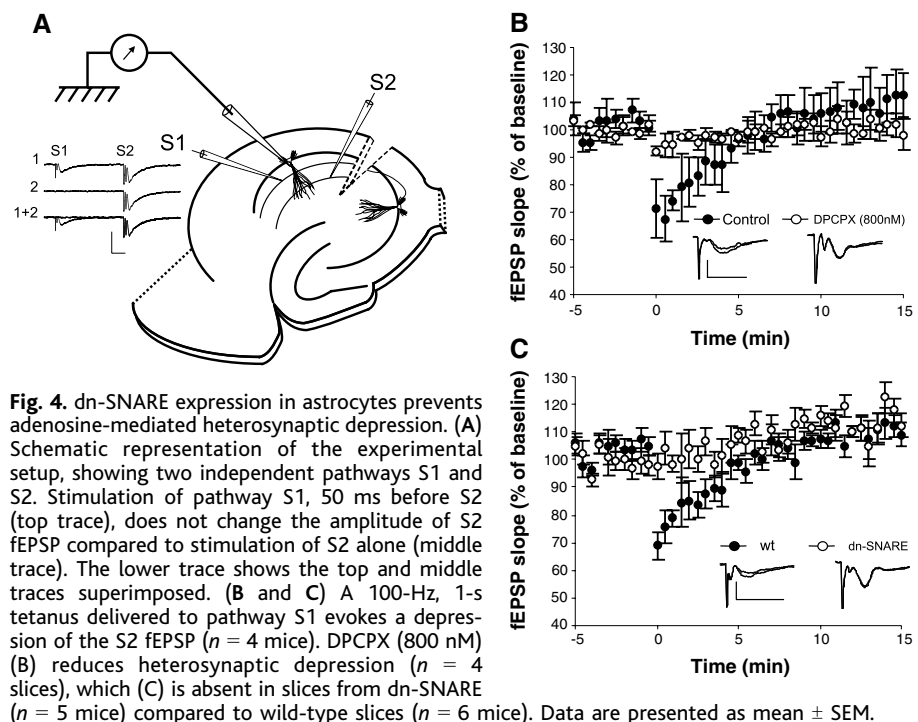 A
S2
S1
S1 S2
1
2
1+2
B
130
120
110
100
90
80
70
60
50
40
fEPSP slope (% of baseline)
Control DPCPX (800nM)
-5 0 5 10 15
Time (min)
C
130
120
110
100
90
80
70
60
50
40
fEPSP slope (% of baseline)
wt dn-SNARE
-5 0 5 10 15
Time (min)
Fig. 4. dn-SNARE expression in astrocytes prevents
adenosine-mediated heterosynaptic depression. (A)
Schematic representation of the experimental
setup, showing two independent pathways S1 and
S2. Stimulation of pathway S1, 50 ms before S2
(top trace), does not change the amplitude of S2
fEPSP compared to stimulation of S2 alone (middle
trace). The lower trace shows the top and middle
traces superimposed. (B and C) A 100-Hz, 1-s
tetanus delivered to pathway S1 evokes a depres-
sion of the S2 fEPSP (n = 4 mice). DPCPX (800 nM)
(B) reduces heterosynaptic depression (n = 4
slices), which (C) is absent in slices from dn-SNARE
(n = 5 mice) compared to wild-type slices (n = 6 mice). Data are presented as mean ± SEM.